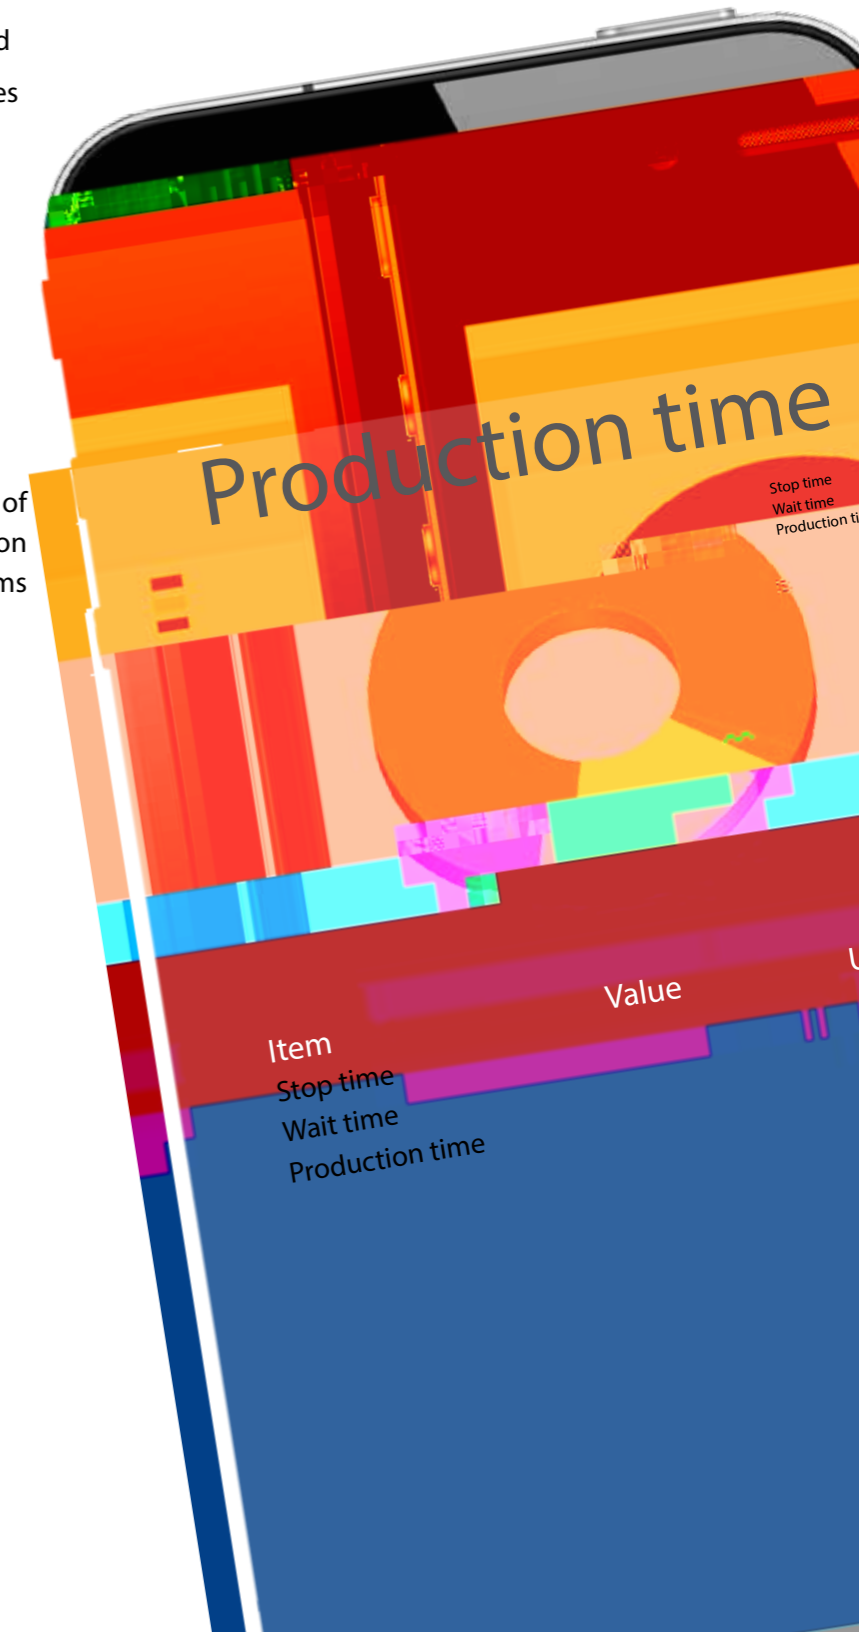 d
es
Production time
Stop time
Wait time
Production ti
of
on
ms
Value
U
Item
Stop time
Wait time
Production time